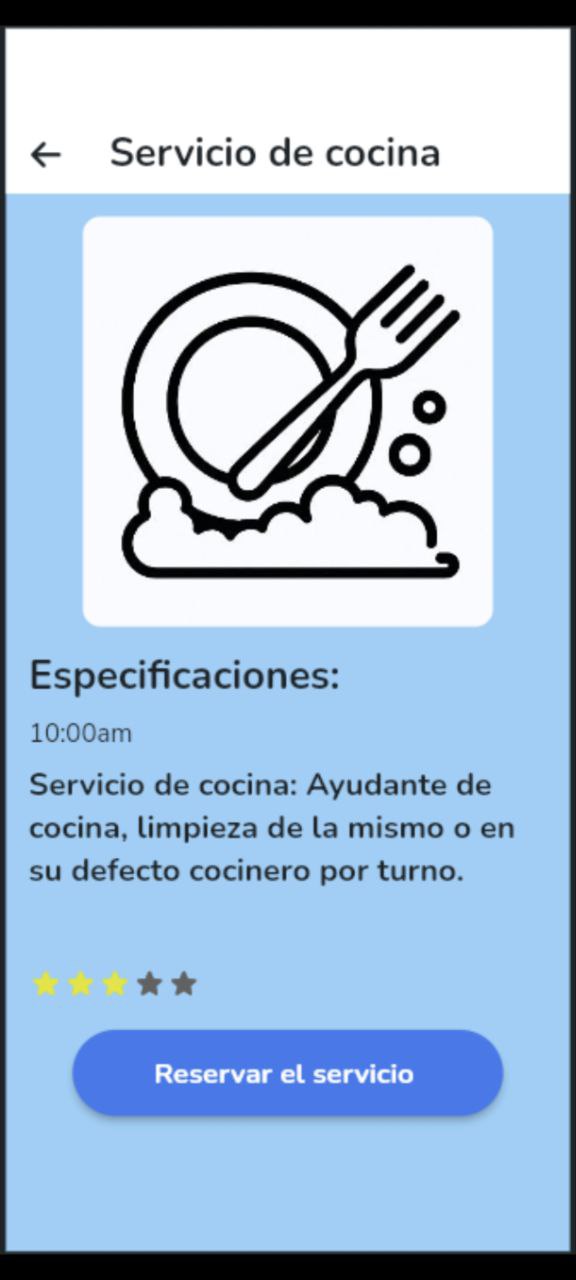 Servicio de cocina
Especificaciones:
10:00am
Servicio de cocina: Ayudante de
cocina, limpieza de la mismo o en
su defecto cocinero por turno.
Reservar el servicio